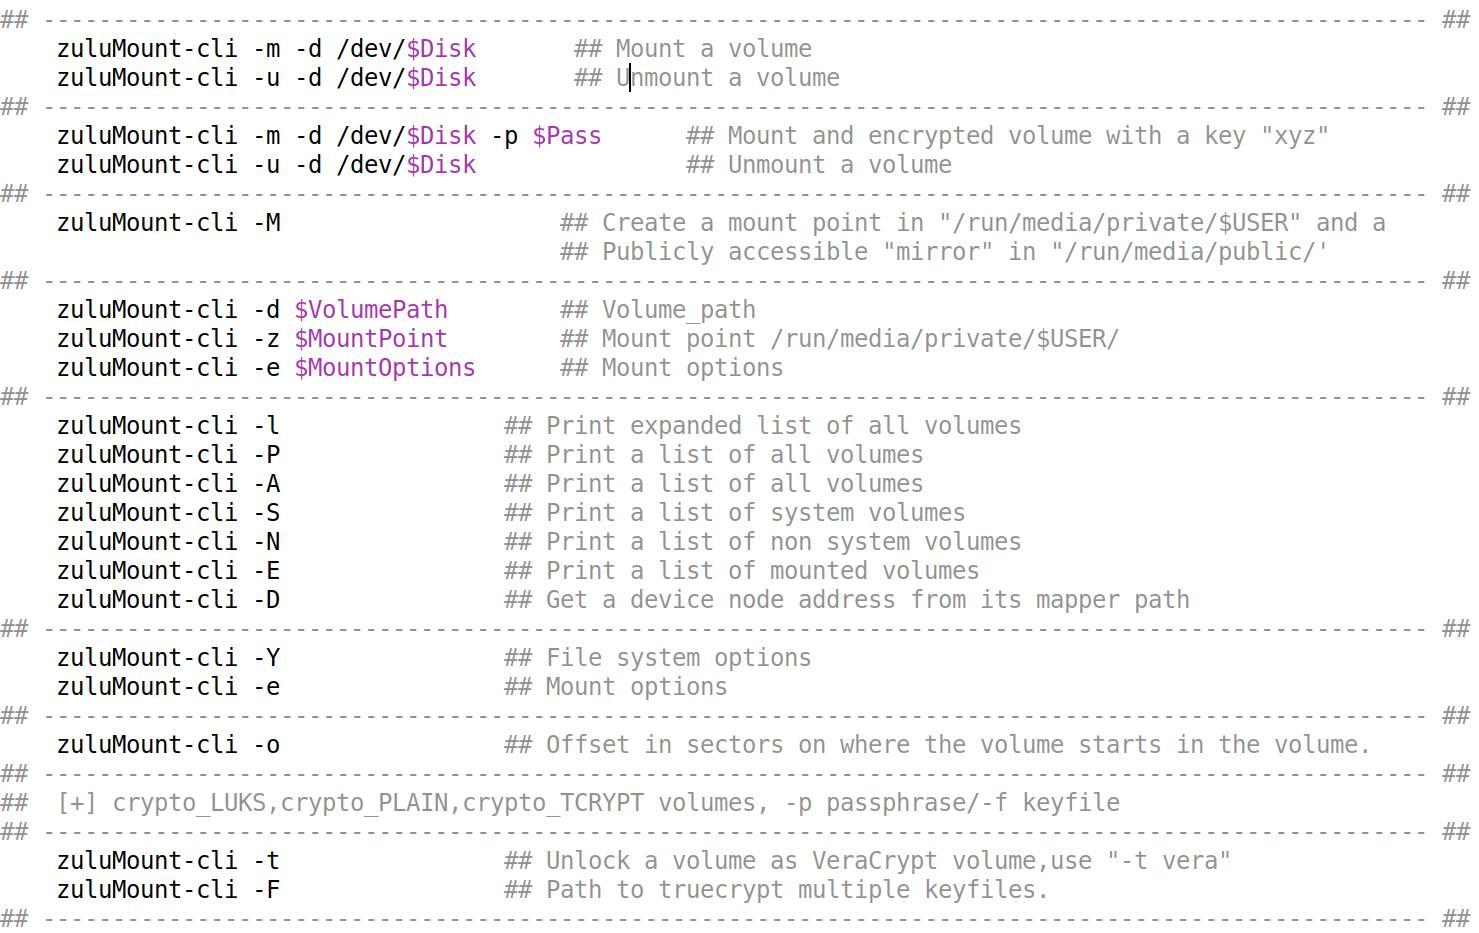 ## --------------------------------------------------------------------------------------------------- ##
    zuluMount-cli -m -d /dev/$Disk       ## Mount a volume
    zuluMount-cli -u -d /dev/$Disk       ## Unmount a volume
## --------------------------------------------------------------------------------------------------- ##
    zuluMount-cli -m -d /dev/$Disk -p $Pass      ## Mount and encrypted volume with a key "xyz"
    zuluMount-cli -u -d /dev/$Disk               ## Unmount a volume
## --------------------------------------------------------------------------------------------------- ##
    zuluMount-cli -M                    ## Create a mount point in "/run/media/private/$USER" and a
                                        ## Publicly accessible "mirror" in "/run/media/public/'
## --------------------------------------------------------------------------------------------------- ##
    zuluMount-cli -d $VolumePath        ## Volume_path
    zuluMount-cli -z $MountPoint        ## Mount point /run/media/private/$USER/
    zuluMount-cli -e $MountOptions      ## Mount options
## --------------------------------------------------------------------------------------------------- ##
    zuluMount-cli -l                ## Print expanded list of all volumes
    zuluMount-cli -P                ## Print a list of all volumes
    zuluMount-cli -A                ## Print a list of all volumes
    zuluMount-cli -S                ## Print a list of system volumes
    zuluMount-cli -N                ## Print a list of non system volumes
    zuluMount-cli -E                ## Print a list of mounted volumes
    zuluMount-cli -D                ## Get a device node address from its mapper path
## --------------------------------------------------------------------------------------------------- ##
    zuluMount-cli -Y                ## File system options
    zuluMount-cli -e                ## Mount options
## --------------------------------------------------------------------------------------------------- ##
    zuluMount-cli -o                ## Offset in sectors on where the volume starts in the volume.
## --------------------------------------------------------------------------------------------------- ##
##  [+] crypto_LUKS,crypto_PLAIN,crypto_TCRYPT volumes, -p passphrase/-f keyfile
## --------------------------------------------------------------------------------------------------- ##
    zuluMount-cli -t                ## Unlock a volume as VeraCrypt volume,use "-t vera"
    zuluMount-cli -F                ## Path to truecrypt multiple keyfiles.
## --------------------------------------------------------------------------------------------------- ##